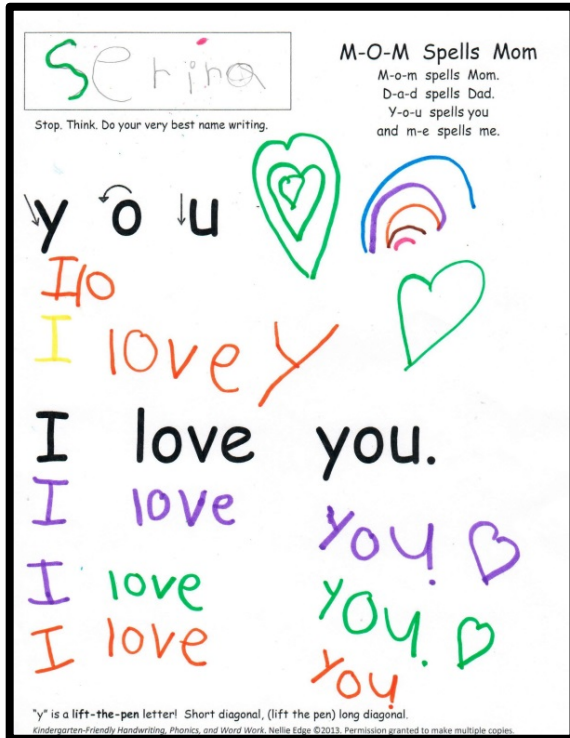 Serina
M-O-M Spells Mom
M-o-m spells Mom.
D-a-d spells Dad.
Y-o-u spells you
and m-e spells me.
Stop. Think. Do your very best name writing.
y o u
I lo
I love y
I love you.
I love you.
I love you.
I love you
"y" is a lift-the-pen letter! Short diagonal, (lift the pen) long diagonal.
Kindergarten-Friendly Handwriting, Phonics, and Word Work. Nellie Edge ©2013. Permission granted to make multiple copies.